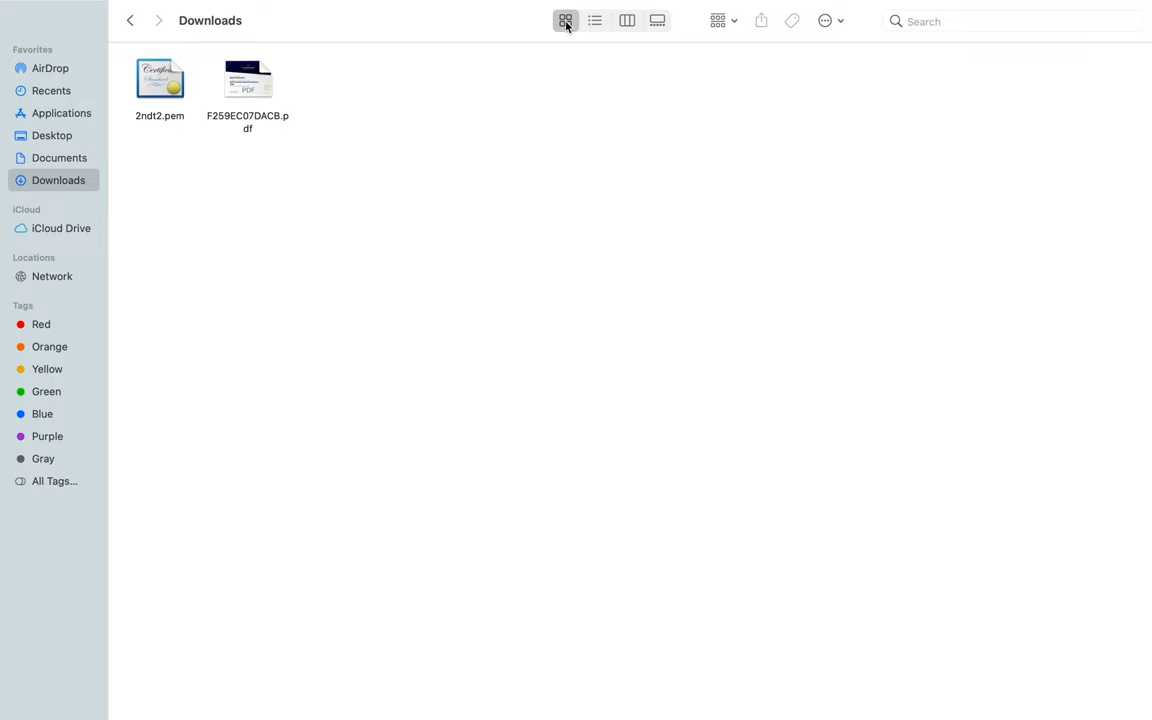 Downloads
Search
Favorites
AirDrop
Recents
Applications
Desktop
Documents
Downloads
iCloud
iCloud Drive
Locations
Network
Tags
Red
Orange
Yellow
Green
Blue
Purple
Gray
All Tags...
PDF
2ndt2.pem
F259EC07DACB.p
df